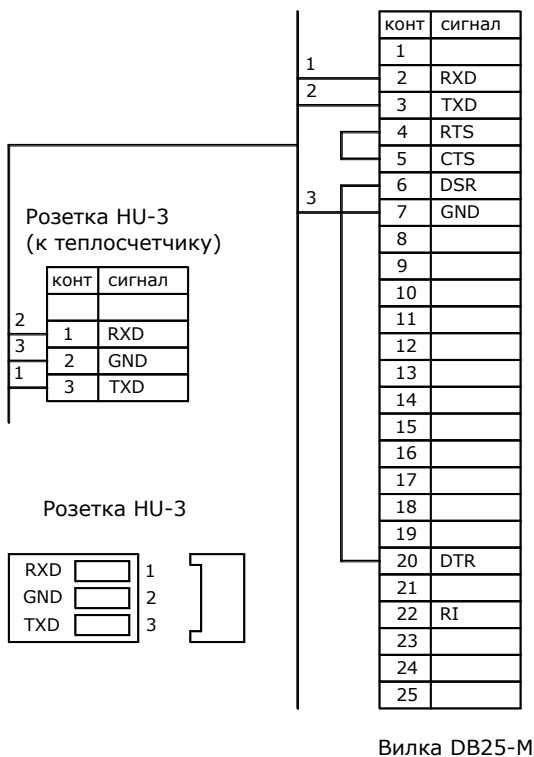 конт сигнал
1
2 RXD
3 TXD
4 RTS
5 CTS
6 DSR
7 GND
8
9
10
11
12
13
14
15
16
17
18
19
20 DTR
21
22 RI
23
24
25
1
2
3
Розетка HU-3
(к теплосчетчику)
конт сигнал
2
1 RXD
3
2 GND
1
3 TXD
Розетка HU-3
RXD 1
GND 2
TXD 3
Вилка DB25-М